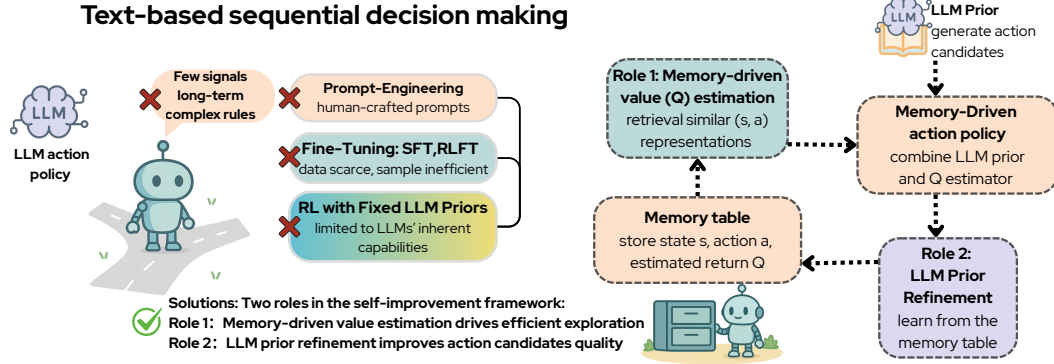 Text-based sequential decision making
LLM
LLM action
policy
Few signals
long-term
complex rules
Prompt-Engineering
human-crafted prompts
Fine-Tuning: SFT,RLFT
data scarce, sample inefficient
RL with Fixed LLM Priors
limited to LLMs' inherent
capabilities
Solutions: Two roles in the self-improvement framework:
Role 1: Memory-driven value estimation drives efficient exploration
Role 2: LLM prior refinement improves action candidates quality
Role 1: Memory-driven
value (Q) estimation
retrieval similar (s, a)
representations
Memory table
store state s, action a,
estimated return Q
LLM
LLM Prior
generate action
candidates
Memory-Driven
action policy
combine LLM prior
and Q estimator
Role 2:
LLM Prior
Refinement
learn from the
memory table